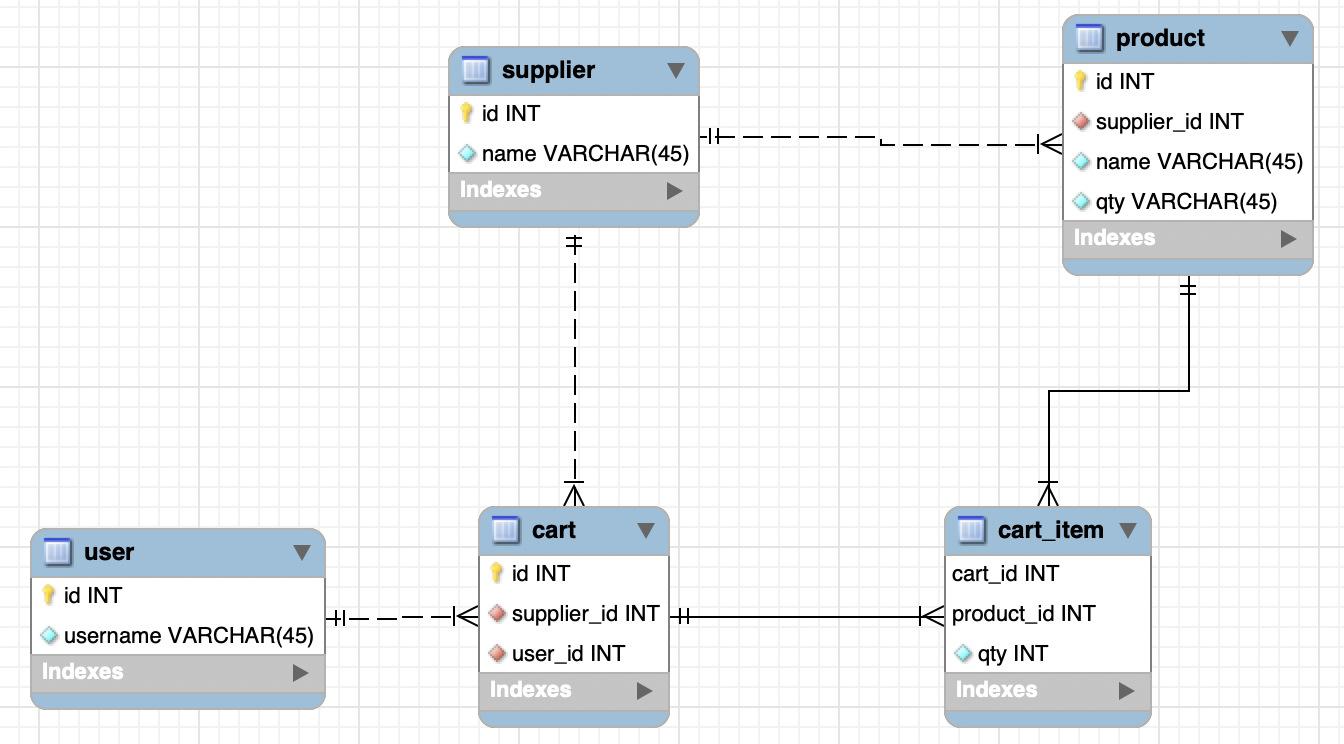 supplier
id INT
name VARCHAR(45)
Indexes
product
id INT
supplier_id INT
name VARCHAR(45)
qty VARCHAR(45)
Indexes
user
id INT
username VARCHAR(45)
Indexes
cart
id INT
supplier_id INT
user_id INT
Indexes
cart_item
cart_id INT
product_id INT
qty INT
Indexes